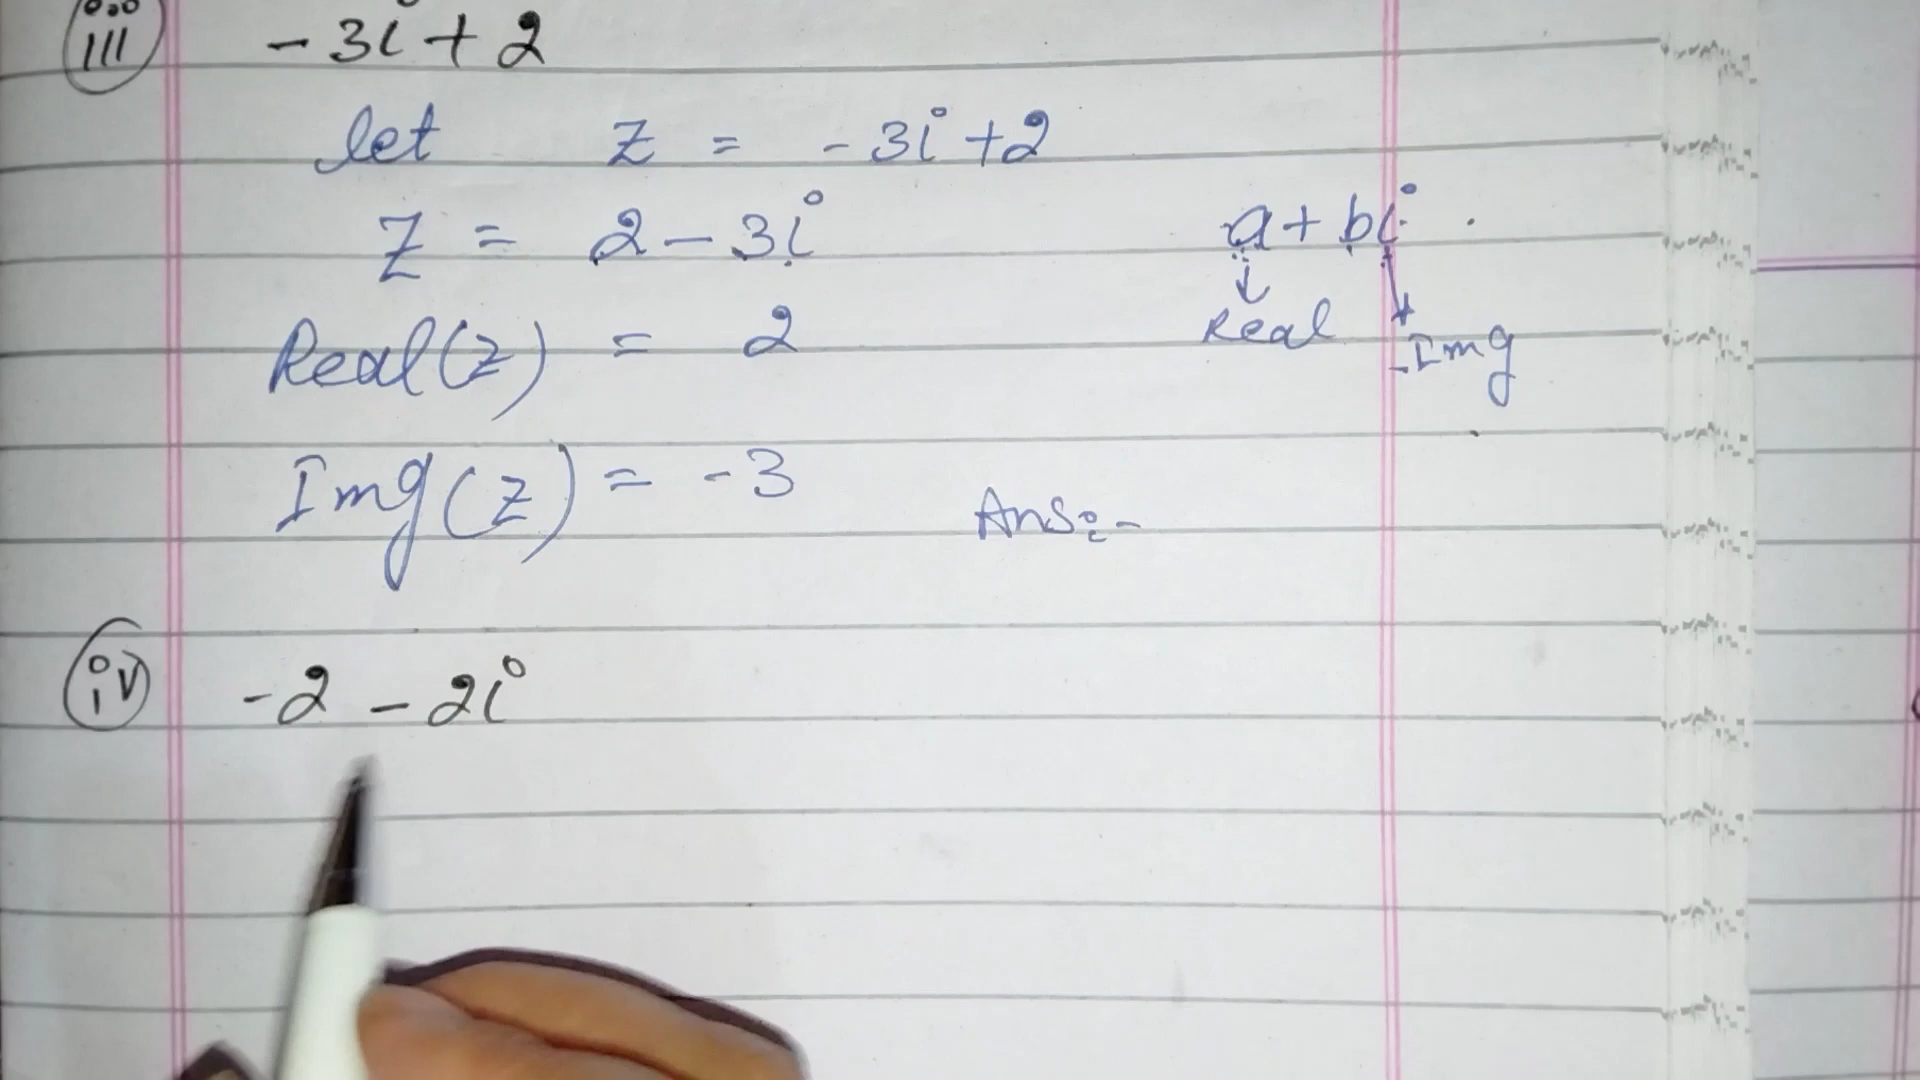 iii -3i + 2
let z = -3i + 2
z = 2 - 3i a + bi
Real(z) = 2 Real
Img
Img(z) = -3 Ans:-
iv -2 - 2i